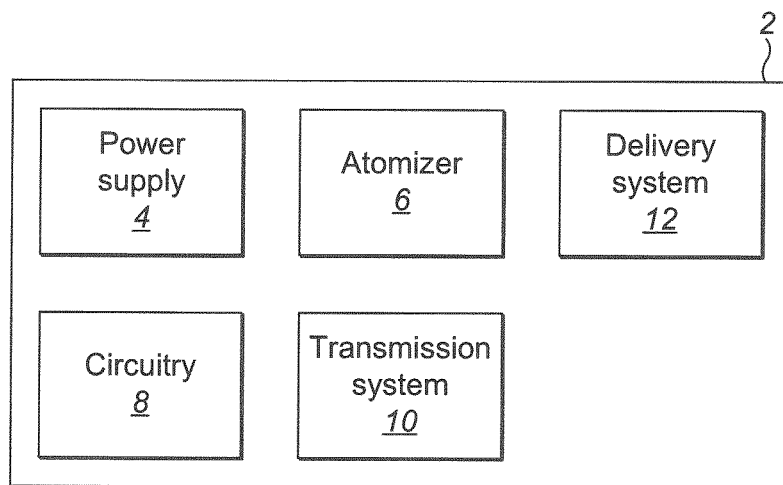 2
Power
supply
4
Atomizer
6
Delivery
system
12
Circuitry
8
Transmission
system
10